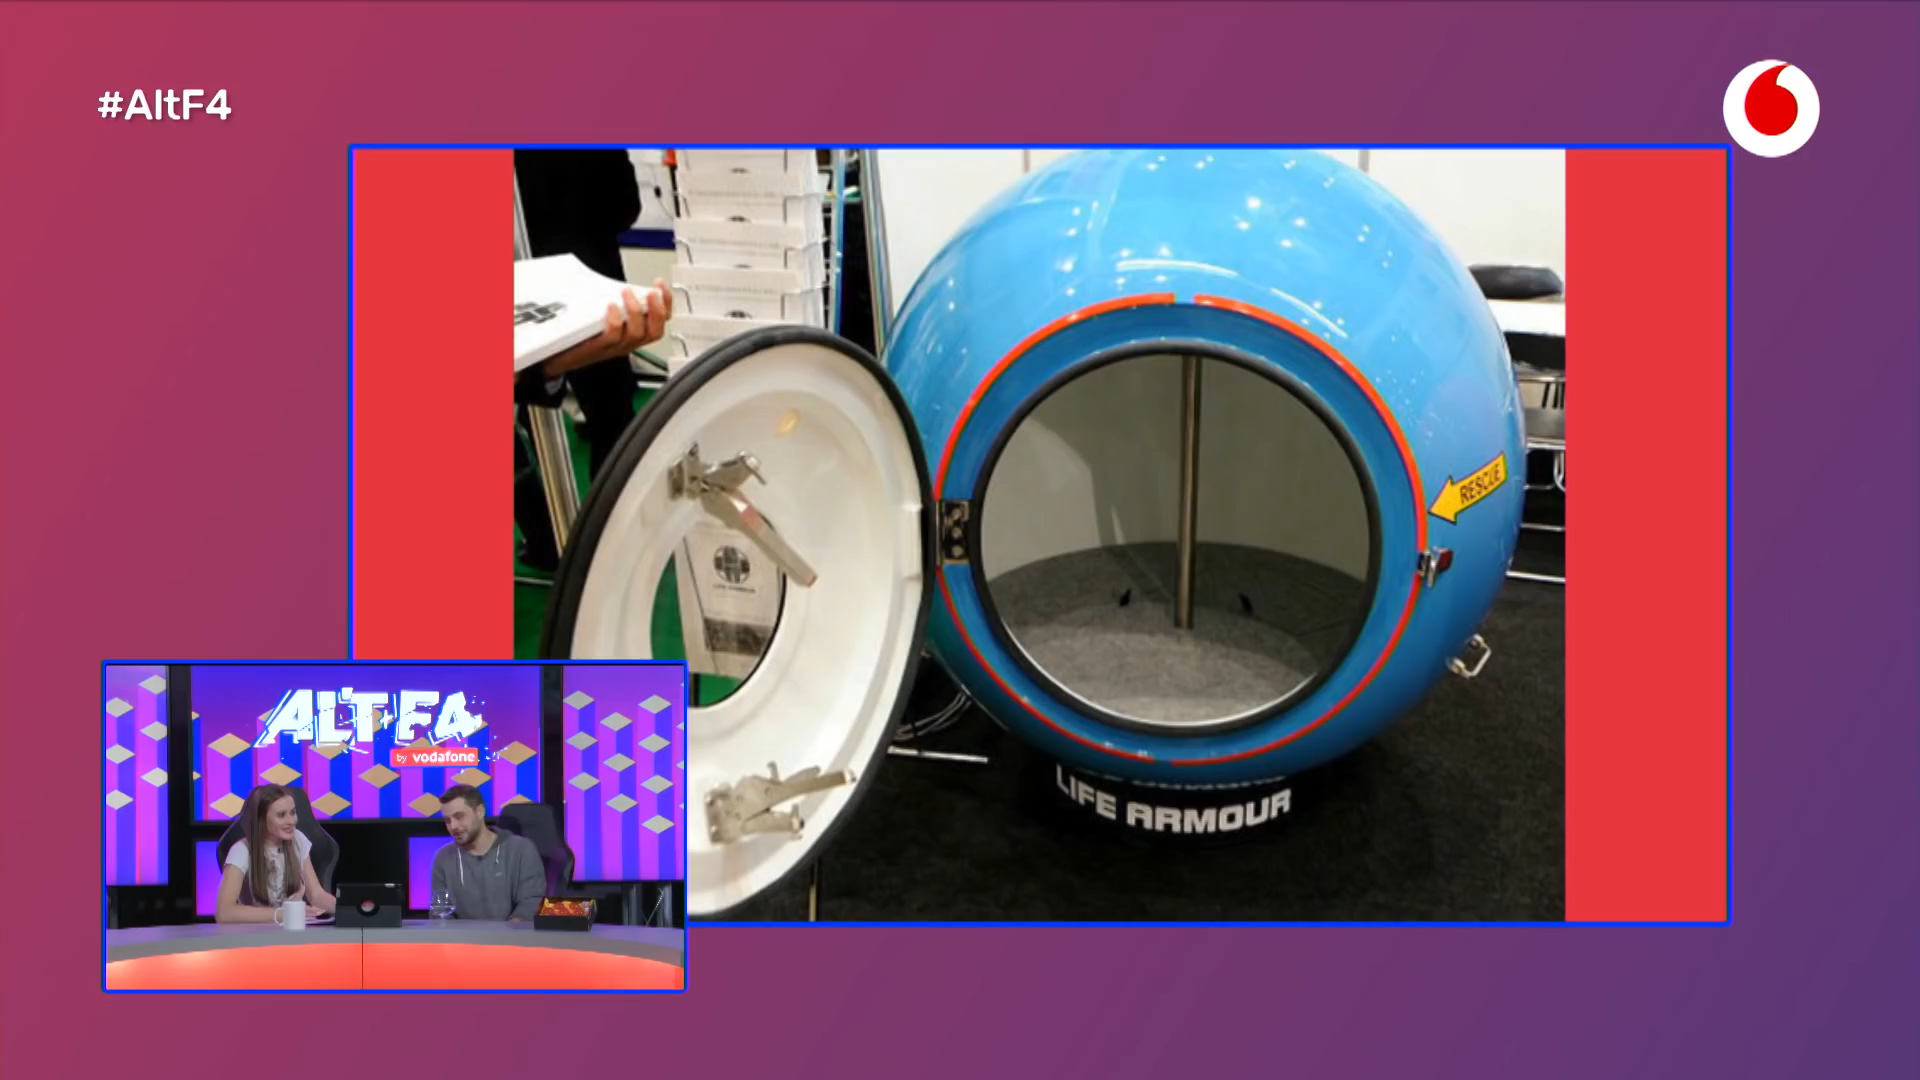 #AltF4
RESCUE
LIFE ARMOUR
ALT+F4
by vodafone